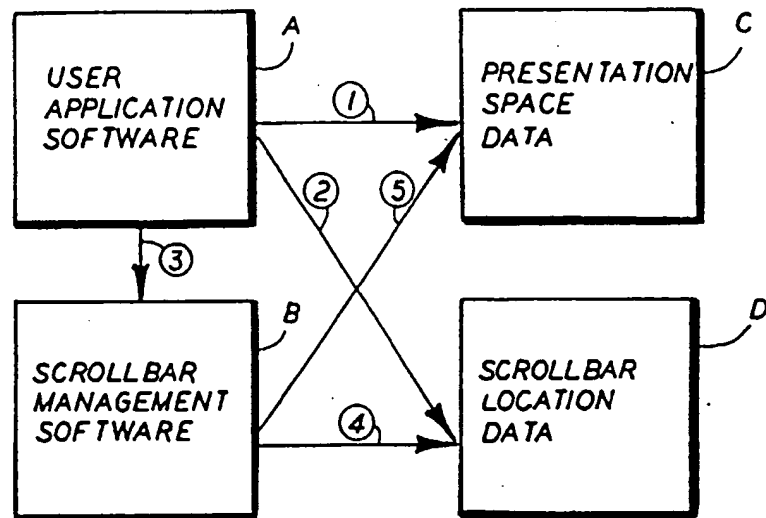 A
USER
APPLICATION
SOFTWARE
1
C
PRESENTATION
SPACE
DATA
2
5
3
B
SCROLLBAR
MANAGEMENT
SOFTWARE
4
D
SCROLLBAR
LOCATION
DATA